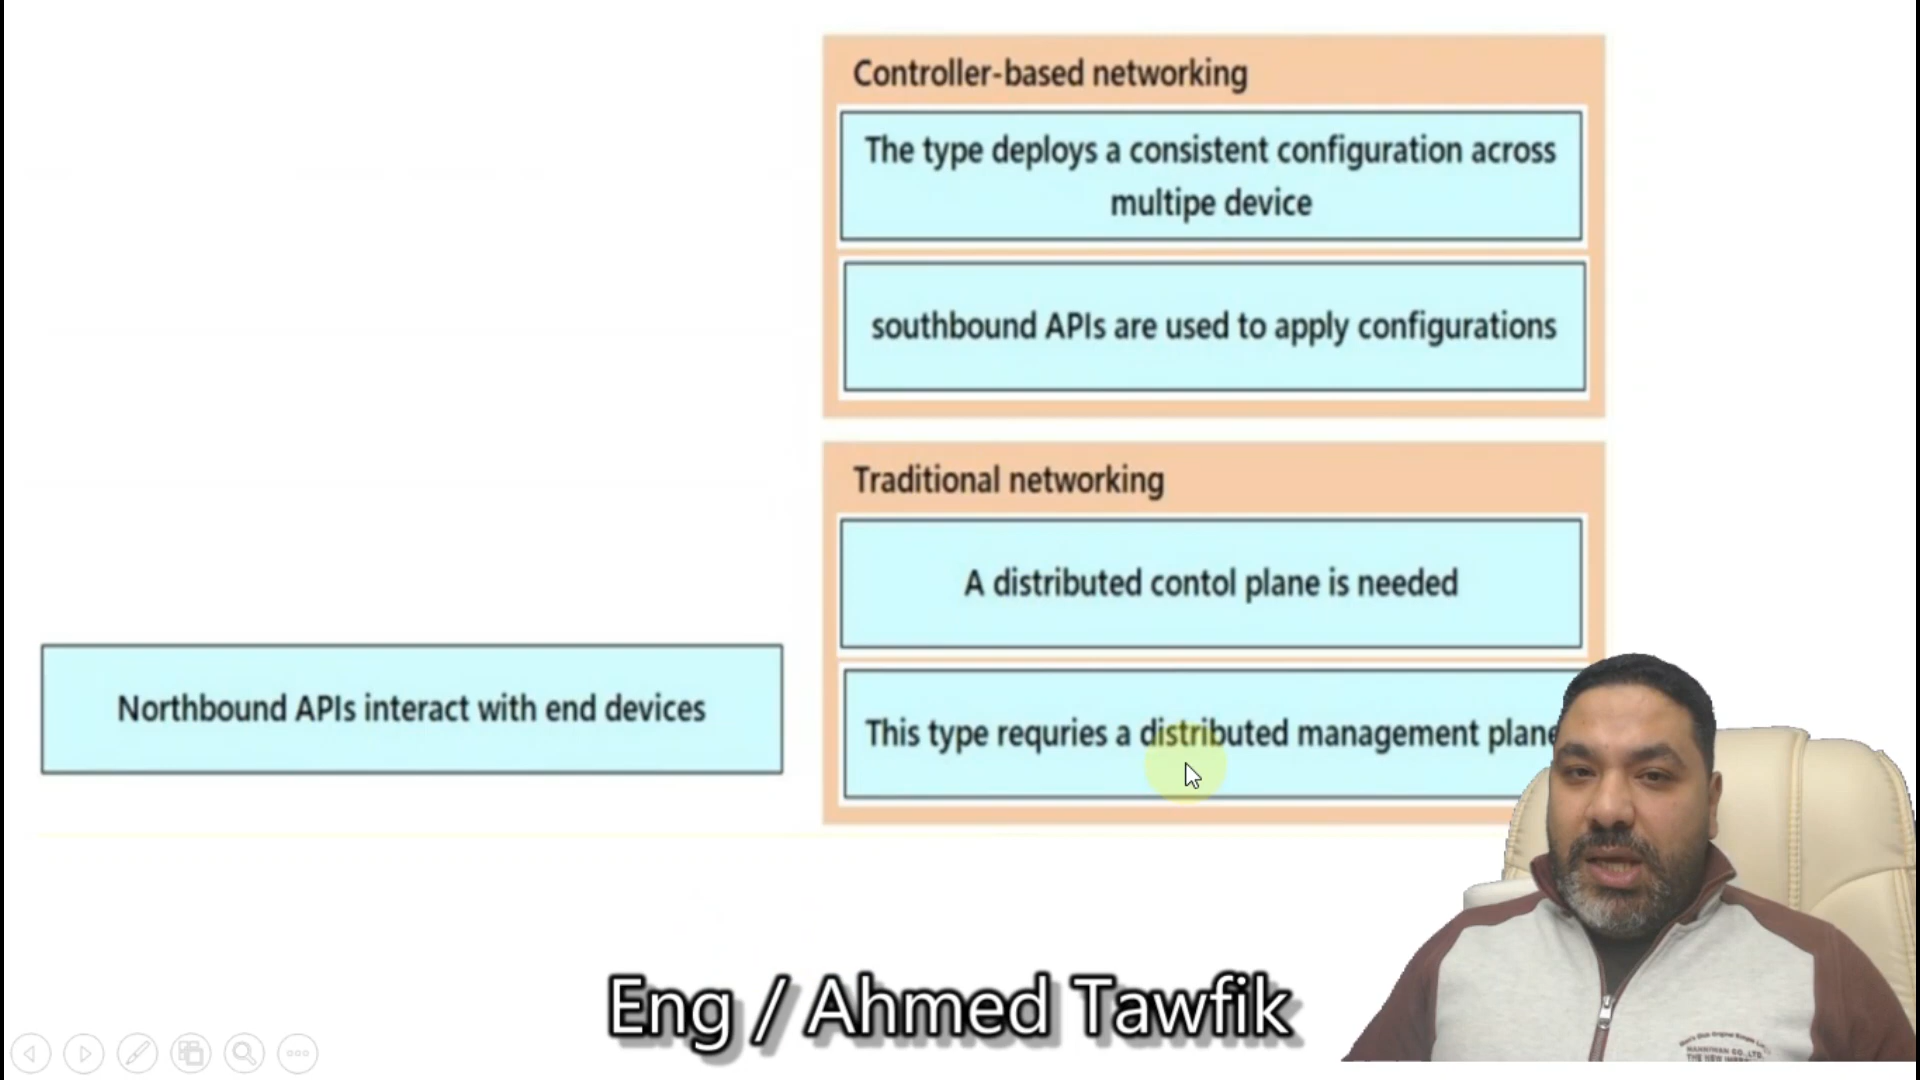 Controller-based networking
The type deploys a consistent configuration across
multipe device
southbound APIs are used to apply configurations
Traditional networking
A distributed contol plane is needed
Northbound APIs interact with end devices
This type requries a distributed management plane
Eng / Ahmed Tawfik